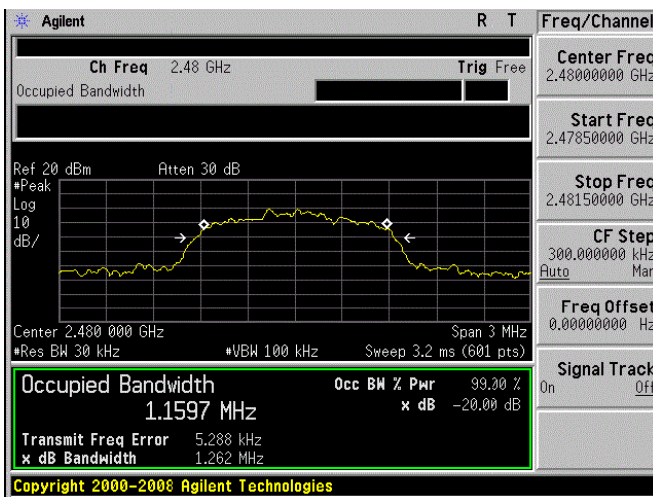 Agilent R T Freq/Channel
Ch Freq 2.48 GHz Trig Free
Occupied Bandwidth
Center Freq
2.48000000 GHz
Start Freq
2.47850000 GHz
Stop Freq
2.48150000 GHz
CF Step
300.000000 kHz
Auto Man
Freq Offset
0.00000000 Hz
Signal Track
On Off
Ref 20 dBm Atten 30 dB
#Peak
Log
10
dB/
Center 2.480 000 GHz Span 3 MHz
#Res BW 30 kHz #VBW 100 kHz Sweep 3.2 ms (601 pts)
Occupied Bandwidth Occ BW % Pwr 99.00 %
1.1597 MHz x dB -20.00 dB
Transmit Freq Error 5.288 kHz
x dB Bandwidth 1.262 MHz
Copyright 2000-2008 Agilent Technologies